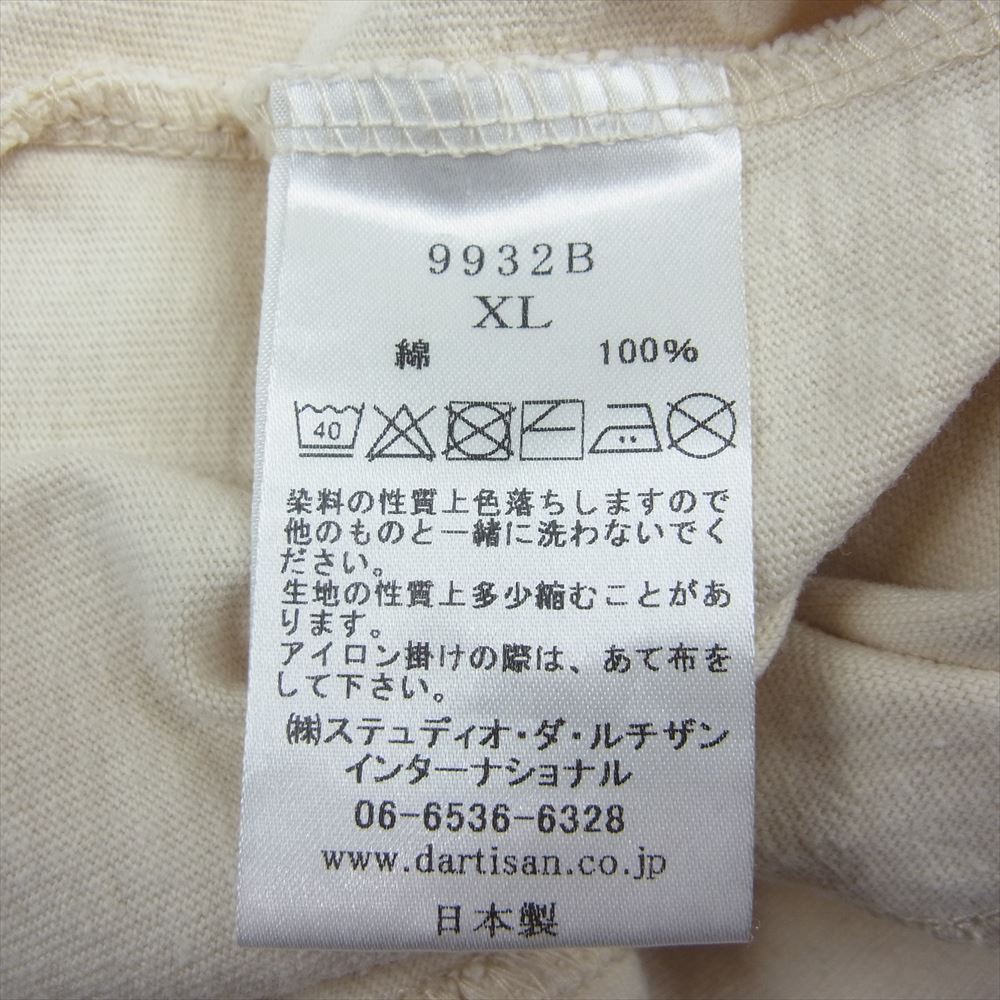 9932B
XL
綿 100%
40
染料の性質上色落ちしますので
他のものと一緒に洗わないでく
ださい。
生地の性質上多少縮むことがあ
ります。
アイロン掛けの際は、あて布を
して下さい。
㈱ステュディオ・ダ・ルチザン
インターナショナル
06-6536-6328
www.dartisan.co.jp
日本製